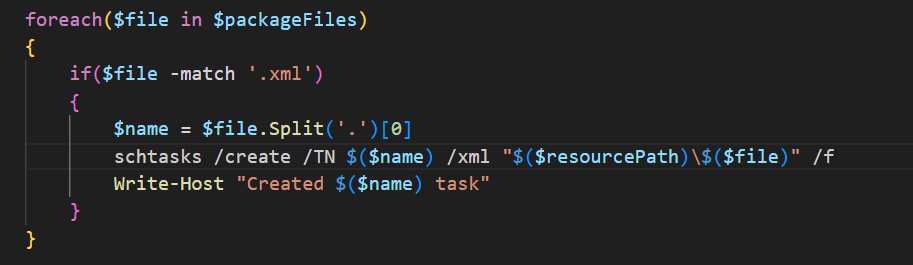 foreach($file in $packageFiles)
{
    if($file -match '.xml')
    {
        $name = $file.Split('.')[0]
        schtasks /create /TN $($name) /xml "$($resourcePath)\$($file)" /f
        Write-Host "Created $($name) task"
    }
}